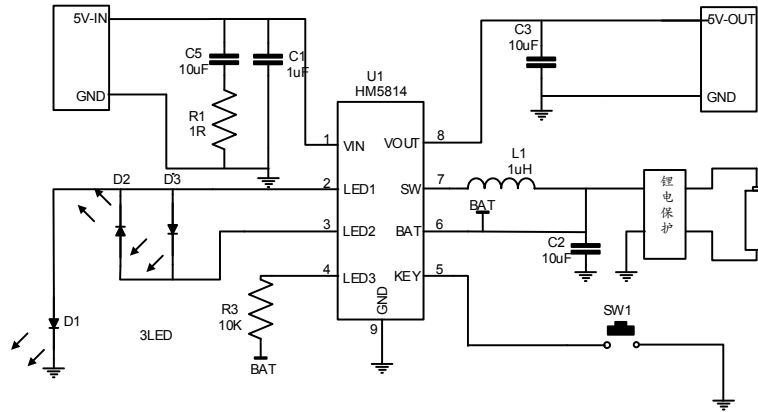 5V-IN
GND
C5
10uF
C1
1uF
R1
1R
U1
HM5814
C3
10uF
5V-OUT
GND
1
VIN
VOUT
8
D2
D3
2
LED1
SW
7
L1
1uH
BAT
3
LED2
BAT
6
C2
10uF
锂
电
保
护
4
LED3
KEY
5
R3
10K
BAT
GND
9
D1
3LED
SW1